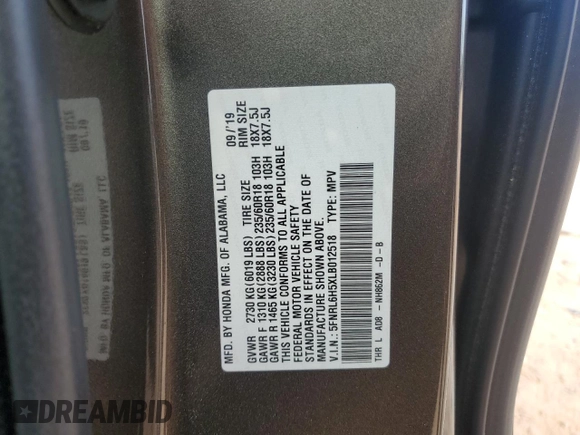 MFD. BY HONDA MFG. OF ALABAMA, LLC 09/'19
TIRE SIZE RIM SIZE
GVWR 2730 KG(6019 LBS)
GAWR F 1310 KG(2888 LBS)235/60R18 103H 18X7.5J
GAWR R 1465 KG(3230 LBS)235/60R18 103H 18X7.5J
THIS VEHICLE CONFORMS TO ALL APPLICABLE
FEDERAL MOTOR VEHICLE SAFETY
STANDARDS IN EFFECT ON THE DATE OF
MANUFACTURE SHOWN ABOVE.
V.I.N.: 5FNRL6H5XLB012518 TYPE: MPV
THR L A08 -NH862M -D-B
DREAMBID